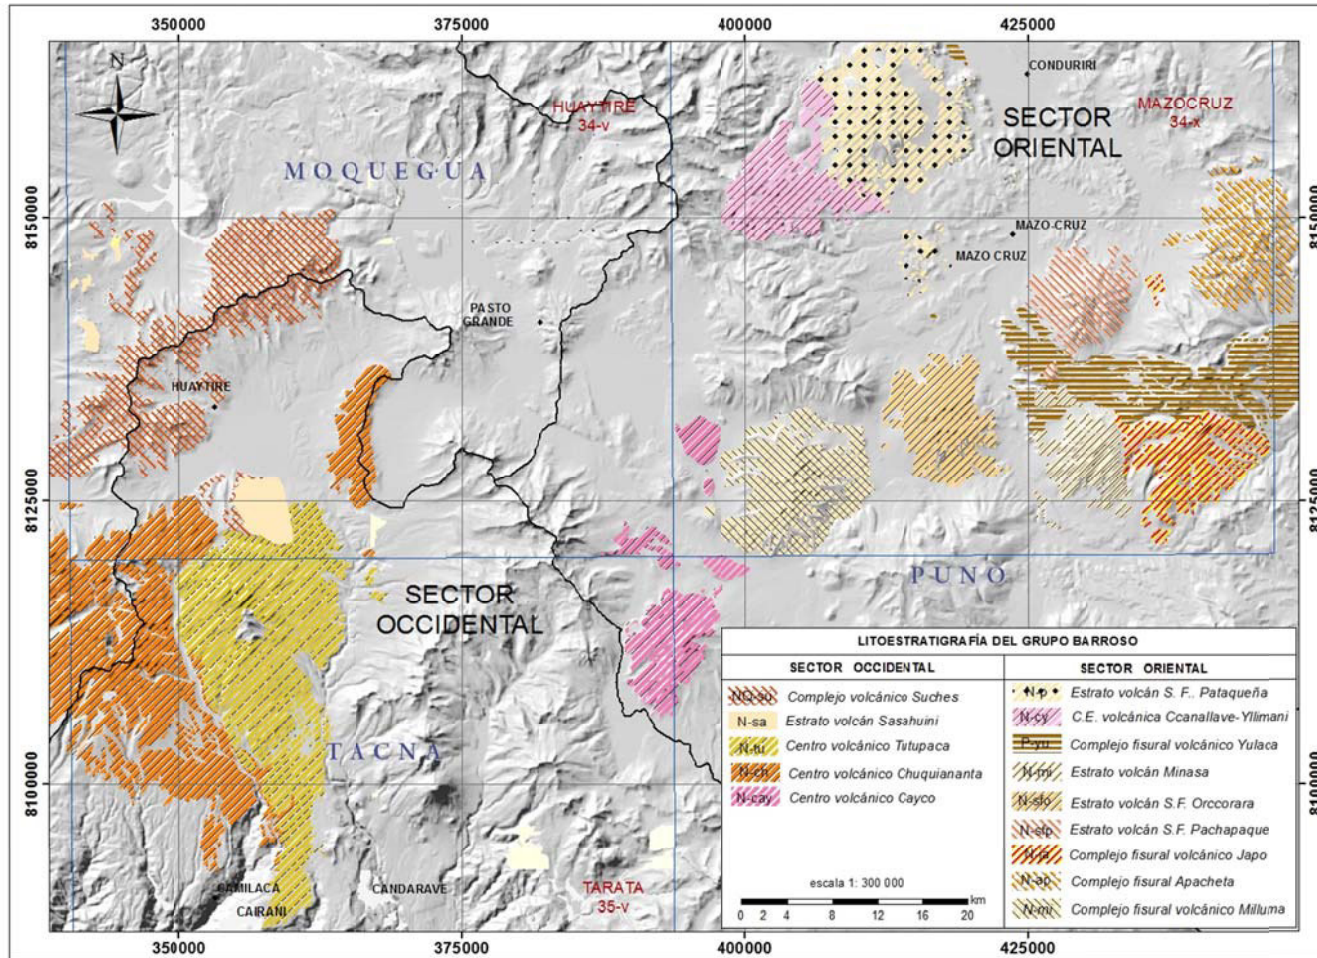 350000
375000
400000
425000
N
HUAYTIRE
34-v
CONDURIRI
SECTOR
ORIENTAL
MAZOCRUZ
34-x
MOQUEGUA
8150000
8150000
MAZO-CRUZ
MAZO CRUZ
PASTO
GRANDE
HUAYTIRE
8125000
8125000
SECTOR
OCCIDENTAL
PUNO
TACNA
8100000
8100000
CAMILACA
CAIRANI
CANDARAVE
TARATA
35-v
LITOESTRATIGRAFÍA DEL GRUPO BARROSO
SECTOR OCCIDENTAL
NQ-su Complejo volcánico Suches
N-sa Estrato volcán Sasahuini
N-tu Centro volcánico Tutupaca
N-ch Centro volcánico Chuquiananta
N-cay Centro volcánico Cayco
escala 1: 300 000
0 2 4 8 12 16 20
km
SECTOR ORIENTAL
N-p Estrato volcán S. F.. Pataqueña
N-cy C.E. volcánica Ccanallave-Yllimani
P-yu Complejo fisural volcánico Yulaca
N-mi Estrato volcán Minasa
N-sfo Estrato volcán S.F. Orccorara
N-sfp Estrato volcán S.F. Pachapaque
N-ja Complejo fisural volcánico Japo
N-ap Complejo fisural Apacheta
N-mi Complejo fisural volcánico Milluma
350000
375000
400000
425000